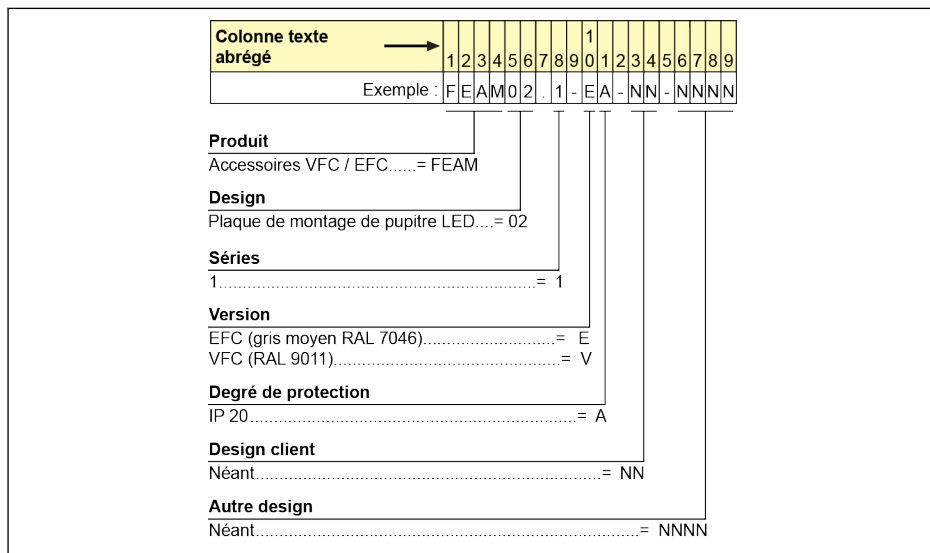 Colonne texte
abrégé
1 2 3 4 5 6 7 8 9 10 1 2 3 4 5 6 7 8 9
Exemple : F E A M 0 2 . 1 - E A - N N - N N N N
Produit
Accessoires VFC / EFC......= FEAM
Design
Plaque de montage de pupitre LED....= 02
Séries
1..............................................................= 1
Version
EFC (gris moyen RAL 7046)..........................= E
VFC (RAL 9011).............................................= V
Degré de protection
IP 20................................................................= A
Design client
Néant...................................................................= NN
Autre design
Néant..........................................................................= NNNN